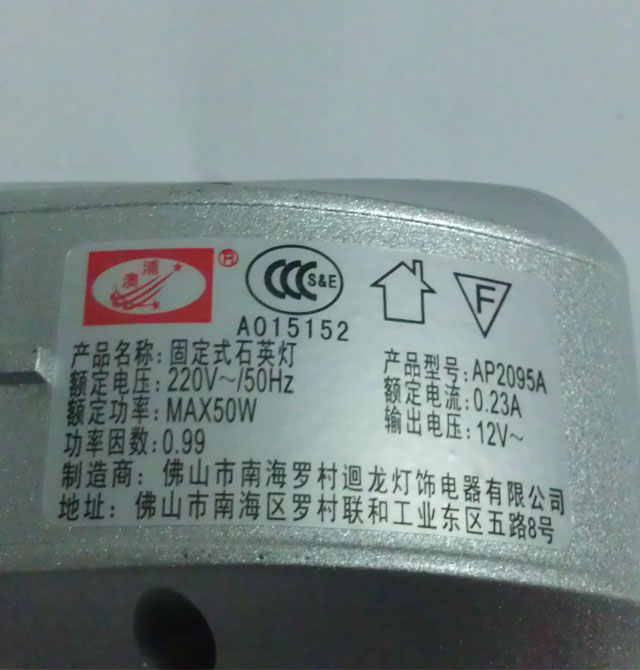 浦
澳
®
CCC S&E
F
A015152
产品名称: 固定式石英灯
产品型号: AP2095A
额定电压: 220V～/50Hz
额定电流: 0.23A
额定功率: MAX50W
输出电压: 12V～
功率因数: 0.99
制造商: 佛山市南海罗村迴龙灯饰电器有限公司
地址: 佛山市南海区罗村联和工业东区五路8号